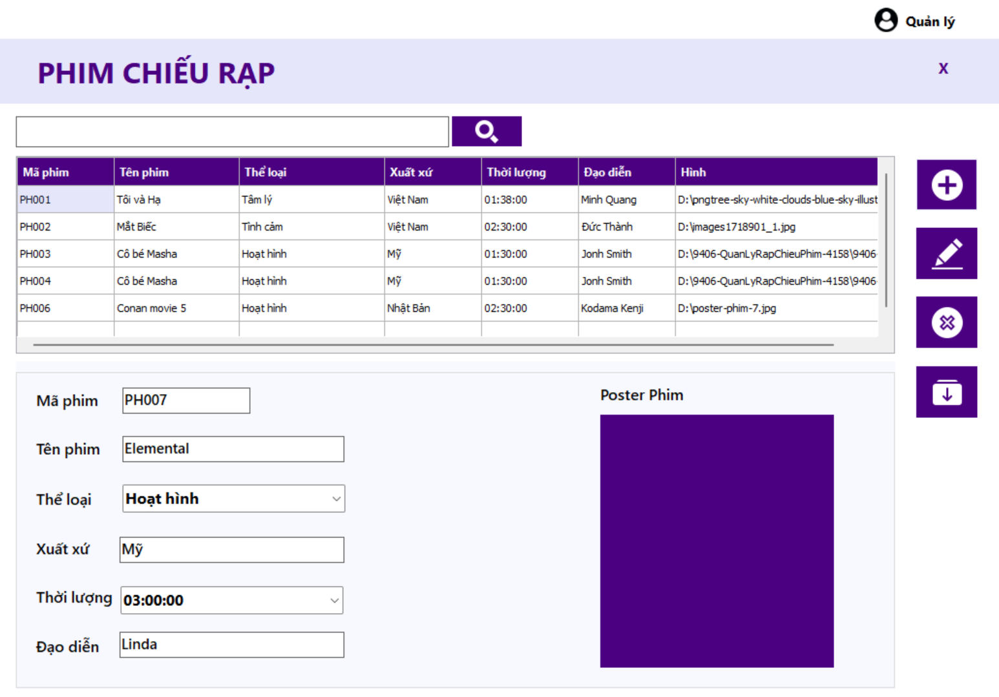 Quản lý
PHIM CHIẾU RẠP
X
Mã phim Tên phim Thể loại Xuất xứ Thời lượng Đạo diễn Hình
PH001 Tôi và Hạ Tâm lý Việt Nam 01:38:00 Minh Quang D:\pngtree-sky-white-clouds-blue-sky-illust
PH002 Mắt Biếc Tình cảm Việt Nam 02:30:00 Đức Thành D:\images1718901_1.jpg
PH003 Cô bé Masha Hoạt hình Mỹ 01:30:00 Jonh Smith D:\9406-QuanLyRapChieuPhim-4158\9406-
PH004 Cô bé Masha Hoạt hình Mỹ 01:30:00 Jonh Smith D:\9406-QuanLyRapChieuPhim-4158\9406-
PH006 Conan movie 5 Hoạt hình Nhật Bản 02:30:00 Kodama Kenji D:\poster-phim-7.jpg
Mã phim PH007
Tên phim Elemental
Thể loại Hoạt hình
Xuất xứ Mỹ
Thời lượng 03:00:00
Đạo diễn Linda
Poster Phim